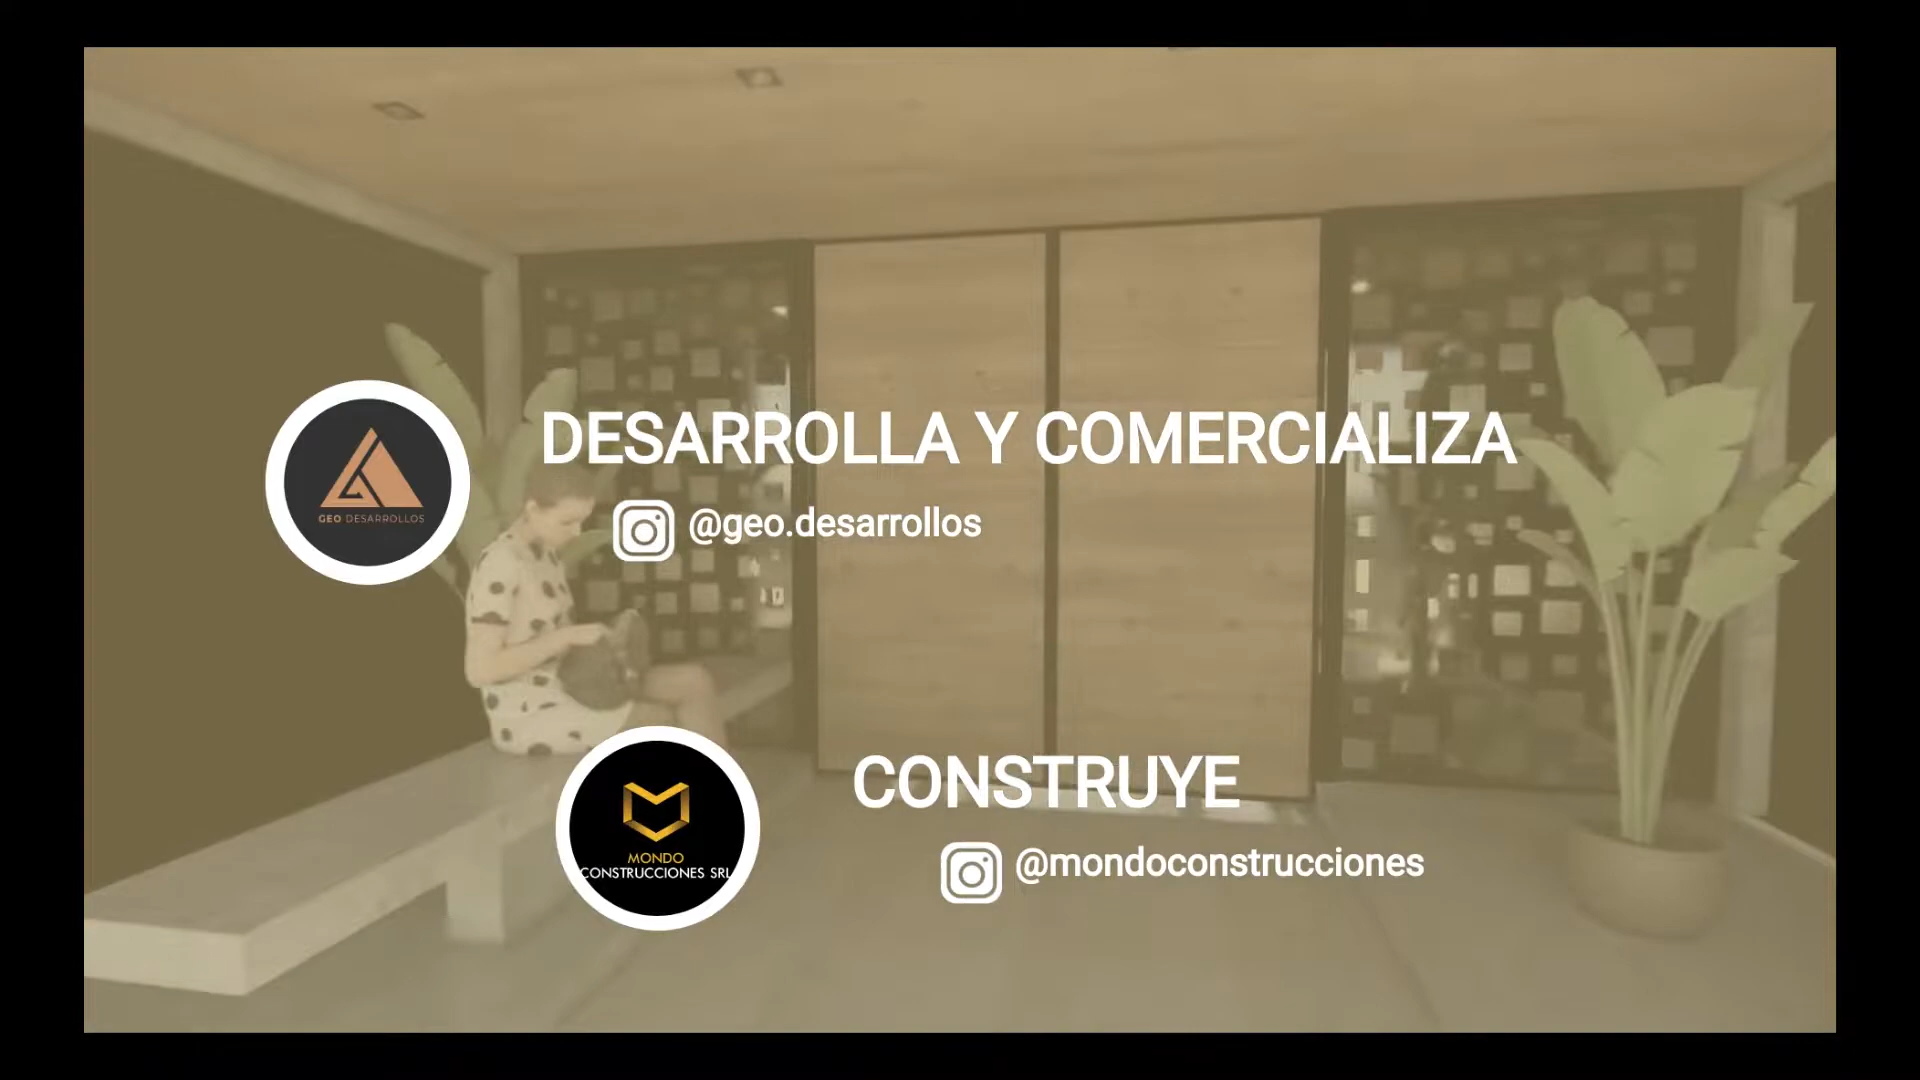 DESARROLLA Y COMERCIALIZA
@geo.desarrollos
GEO DESARROLLOS
CONSTRUYE
@mondoconstrucciones
MONDO
CONSTRUCCIONES SRL